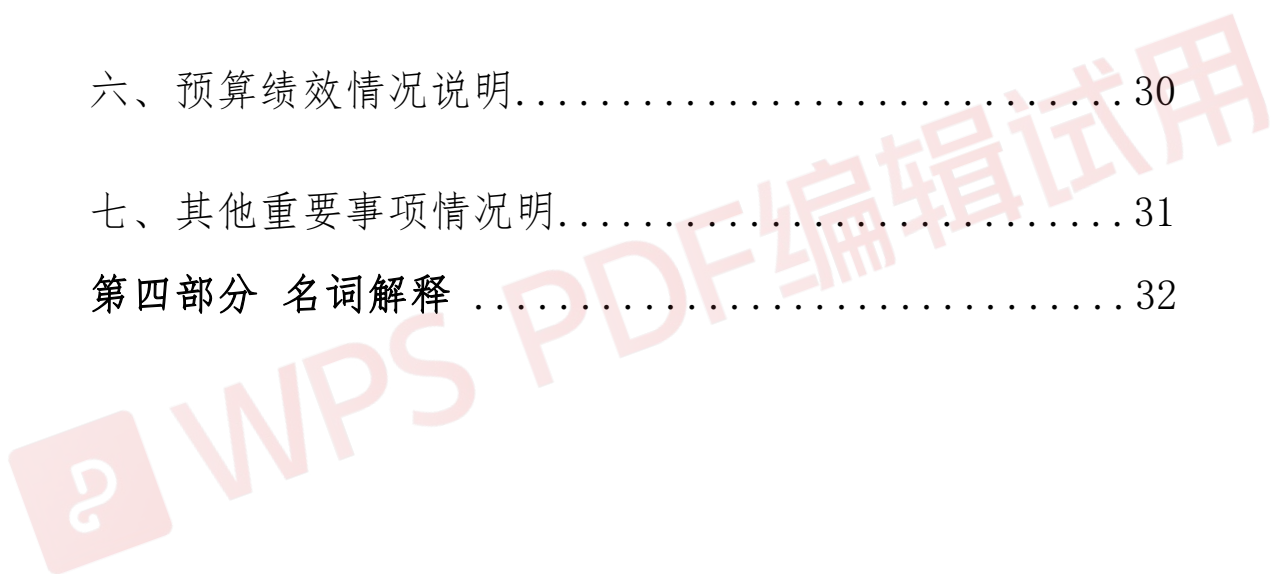 六、预算绩效情况说明.............................30
七、其他重要事项情况明...........................31
第四部分 名词解释 ...............................32
WPS PDF编辑试用